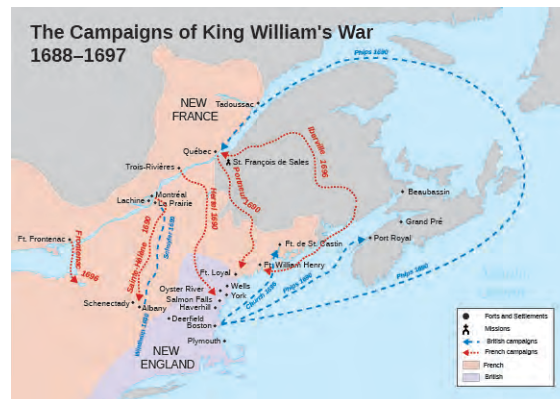 The Campaigns of King William's War
1688–1697
Phips 1690
NEW
FRANCE
Tadoussac
Québec
St. François de Sales
Iberville 1696
Trois-Rivières
Portneuf 1690
Hertel 1690
Montréal
Lachine
La Prairie
Beaubassin
Grand Pré
Port Royal
Ft. Frontenac
Frontenac 1696
1690
Schuyler 1690
Ft. de St. Castin
Ft. William Henry
Ft. Loyal
Wells
York
Oyster River
Salmon Falls
Haverhill
Church 1696
Phips 1690
Phips 1690
Schenectady
Albany
Deerfield
Boston
Plymouth
NEW
ENGLAND
Ports and Settlements
Missions
British campaigns
French campaigns
French
British